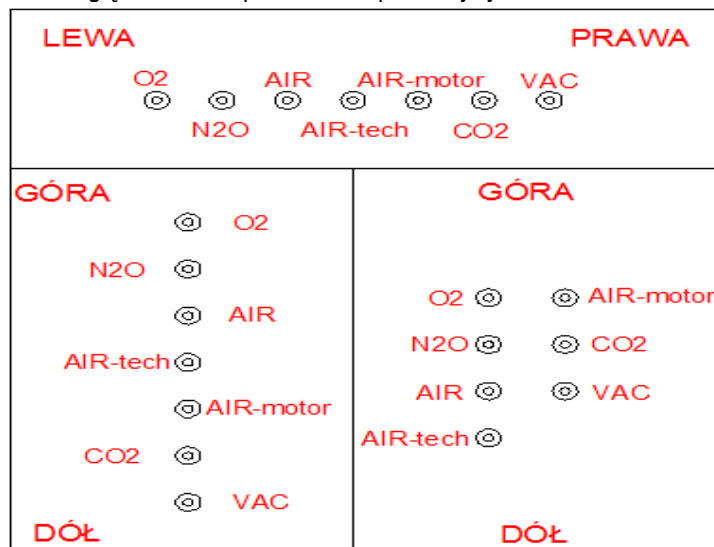 LEWA PRAWA
O2 AIR AIR-motor VAC
N2O AIR-tech CO2
GÓRA
O2
N2O
AIR
AIR-tech
AIR-motor
CO2
VAC
DÓŁ
GÓRA
O2 AIR-motor
N2O CO2
AIR VAC
AIR-tech
DÓŁ